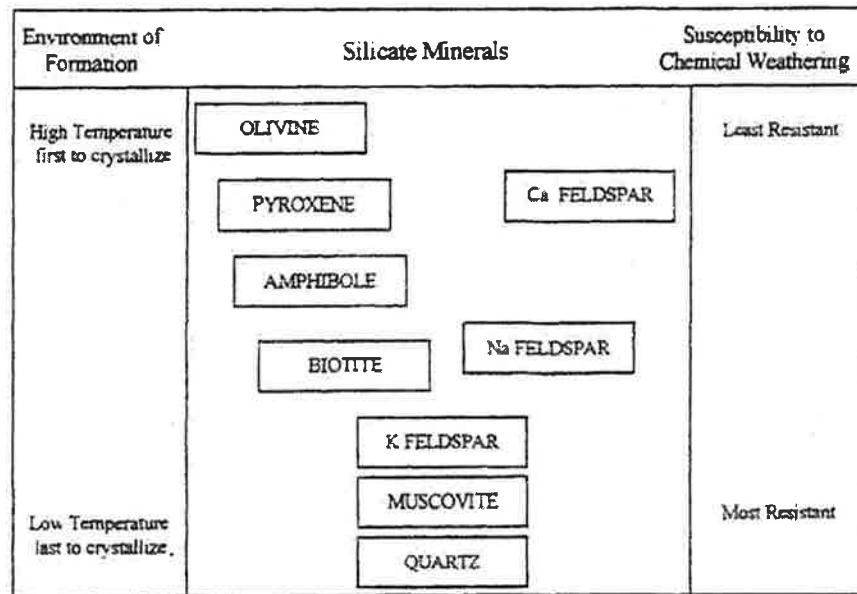 Environment of
Formation
Silicate Minerals
Susceptibility to
Chemical Weathering
High Temperature
first to crystallize
OLIVINE
Least Resistant
PYROXENE
Ca FELDSPAR
AMPHIBOLE
BIOTITE
Na FELDSPAR
K FELDSPAR
MUSCOVITE
Low Temperature
last to crystallize.
Most Resistant
QUARTZ